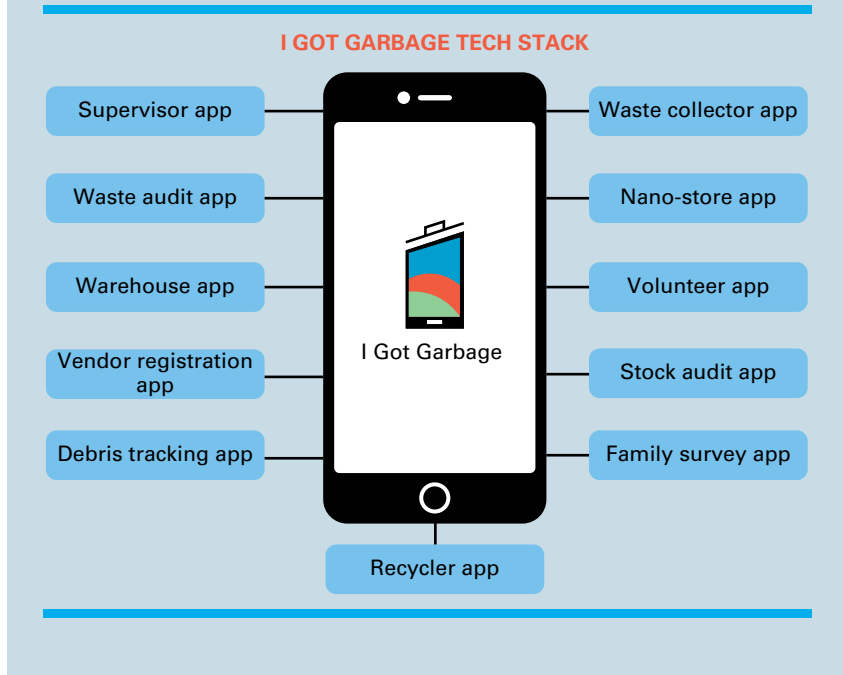 I GOT GARBAGE TECH STACK
Supervisor app
Waste collector app
Waste audit app
Nano-store app
Warehouse app
Volunteer app
I Got Garbage
Vendor registration
app
Stock audit app
Debris tracking app
Family survey app
Recycler app